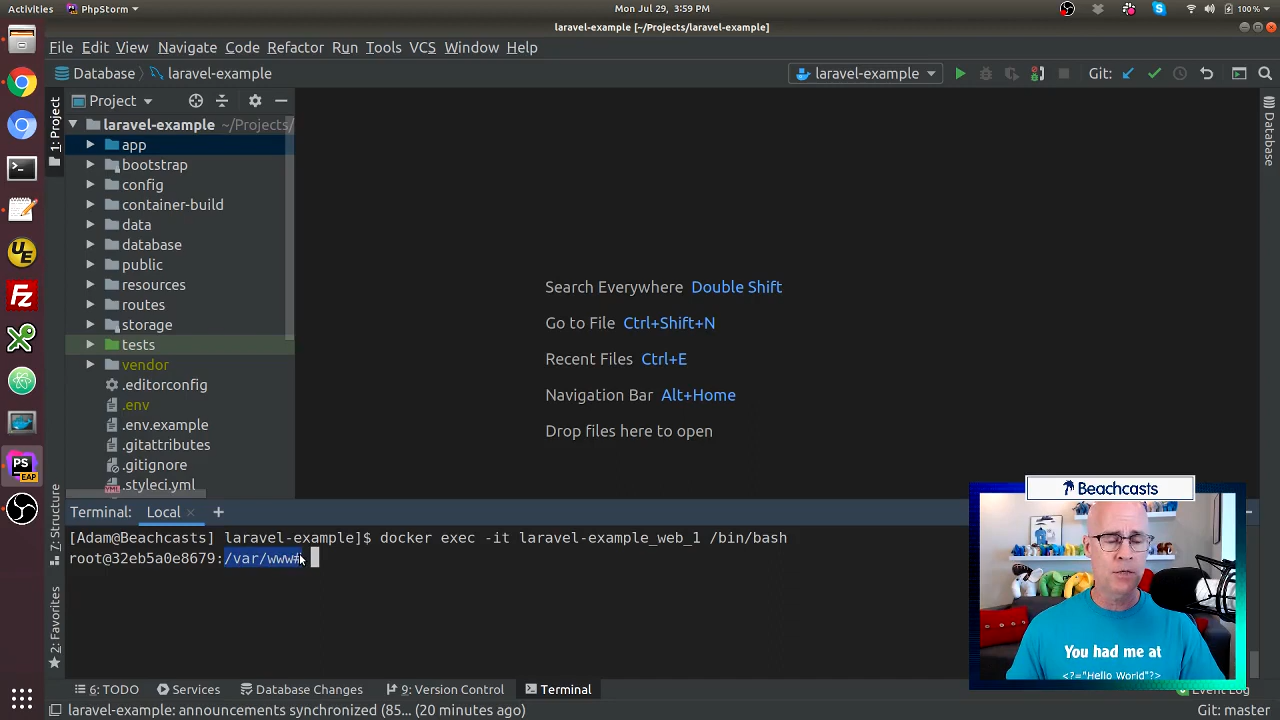 Activities PhpStorm Mon Jul 29, 3:59 PM 100%
laravel-example [~/Projects/laravel-example]
File Edit View Navigate Code Refactor Run Tools VCS Window Help
Database laravel-example laravel-example Git:
1: Project
Project
laravel-example ~/Projects/
app
bootstrap
config
container-build
data
database
public
resources
routes
storage
tests
vendor
.editorconfig
.env
.env.example
.gitattributes
.gitignore
.styleci.yml
Database
Search Everywhere Double Shift
Go to File Ctrl+Shift+N
Recent Files Ctrl+E
Navigation Bar Alt+Home
Drop files here to open
UE
Fz
PS
EAP
7: Structure
2: Favorites
Terminal: Local
[Adam@Beachcasts] laravel-example]$ docker exec -it laravel-example_web_1 /bin/bash
root@32eb5a0e8679:/var/www#
Beachcasts
You had me at
<?="Hello World"?>
6: TODO Services Database Changes 9: Version Control Terminal Event Log
laravel-example: announcements synchronized (85... (20 minutes ago) Git: master